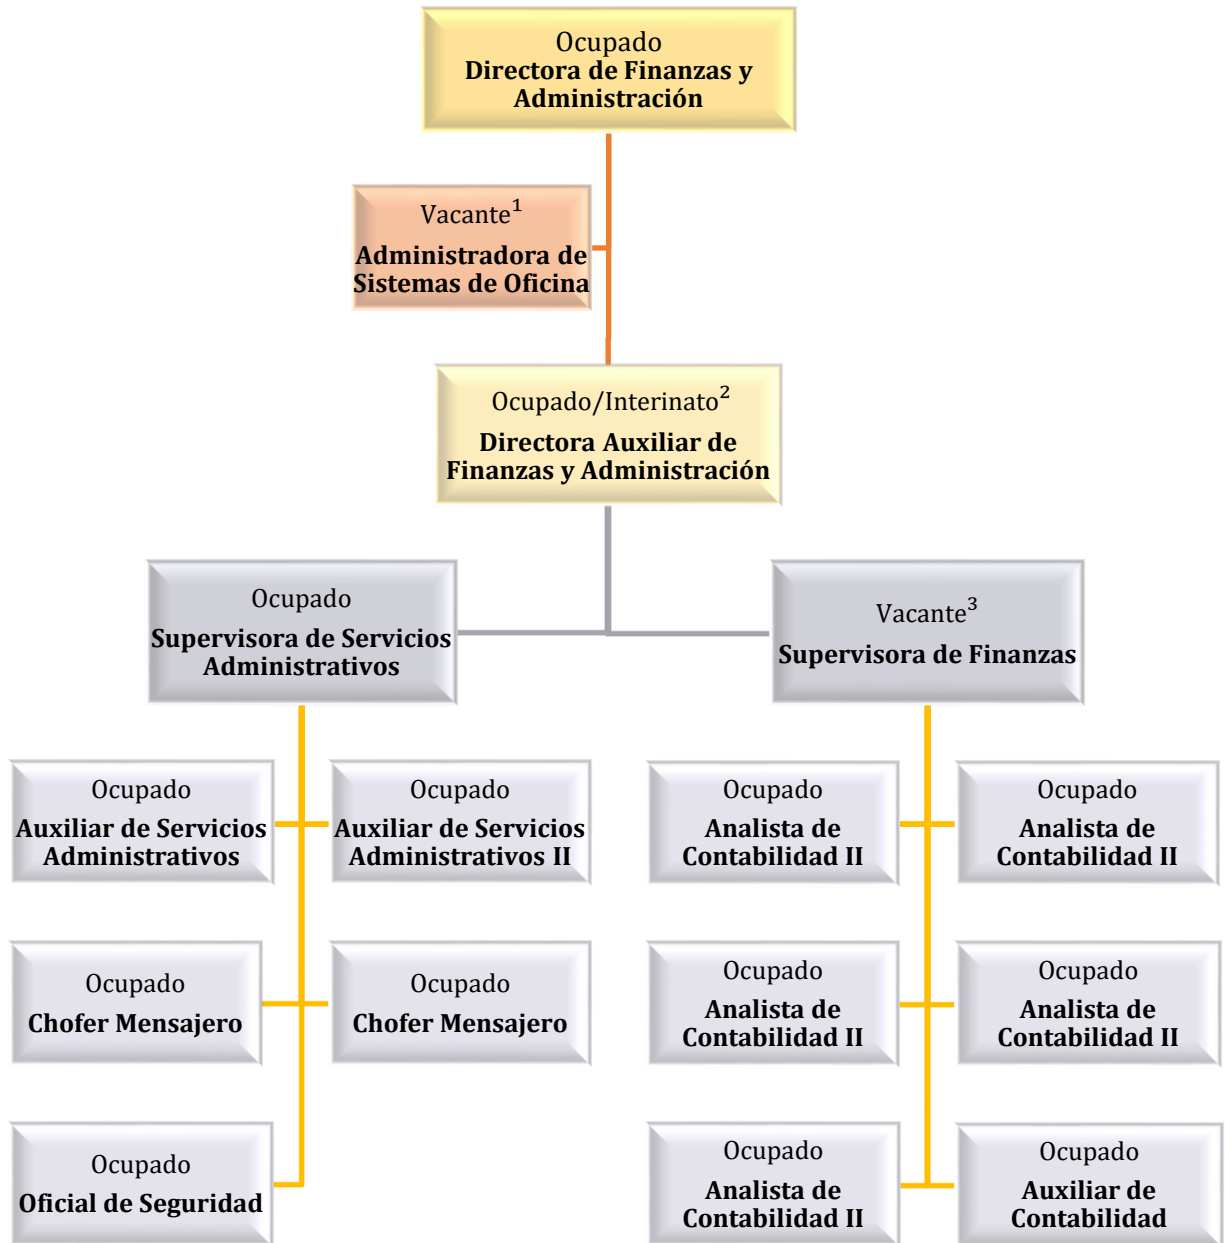 Ocupado
Directora de Finanzas y
Administración
Vacante¹
Administradora de
Sistemas de Oficina
Ocupado/Interinato²
Directora Auxiliar de
Finanzas y Administración
Ocupado
Supervisora de Servicios
Administrativos
Vacante³
Supervisora de Finanzas
Ocupado
Auxiliar de Servicios
Administrativos
Ocupado
Auxiliar de Servicios
Administrativos II
Ocupado
Analista de
Contabilidad II
Ocupado
Analista de
Contabilidad II
Ocupado
Chofer Mensajero
Ocupado
Chofer Mensajero
Ocupado
Analista de
Contabilidad II
Ocupado
Analista de
Contabilidad II
Ocupado
Oficial de Seguridad
Ocupado
Analista de
Contabilidad II
Ocupado
Auxiliar de
Contabilidad